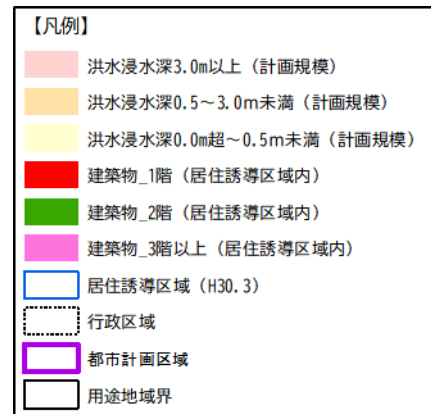 【凡例】
洪水浸水深3.0m以上（計画規模）
洪水浸水深0.5～3.0m未満（計画規模）
洪水浸水深0.0m超～0.5m未満（計画規模）
建築物_1階（居住誘導区域内）
建築物_2階（居住誘導区域内）
建築物_3階以上（居住誘導区域内）
居住誘導区域（H30.3）
行政区域
都市計画区域
用途地域界